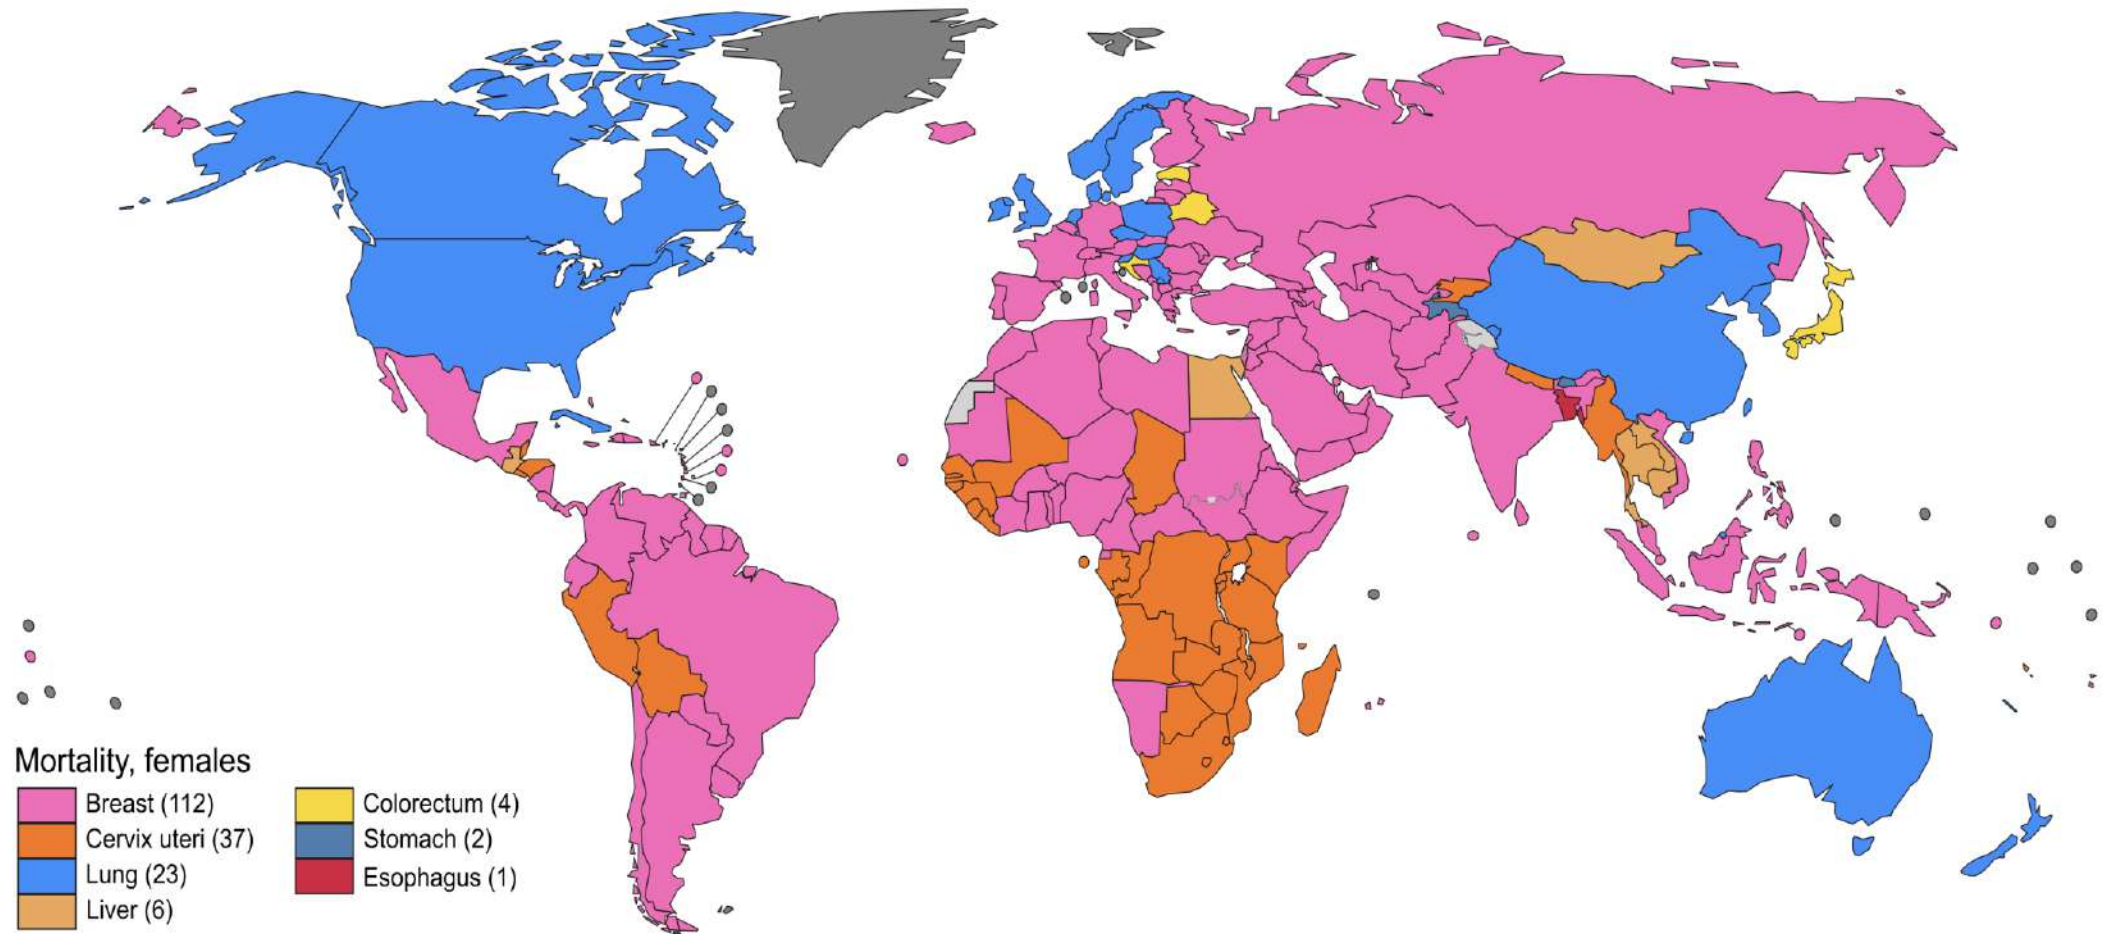 Mortality, females
Breast (112)
Cervix uteri (37)
Lung (23)
Liver (6)
Colorectum (4)
Stomach (2)
Esophagus (1)